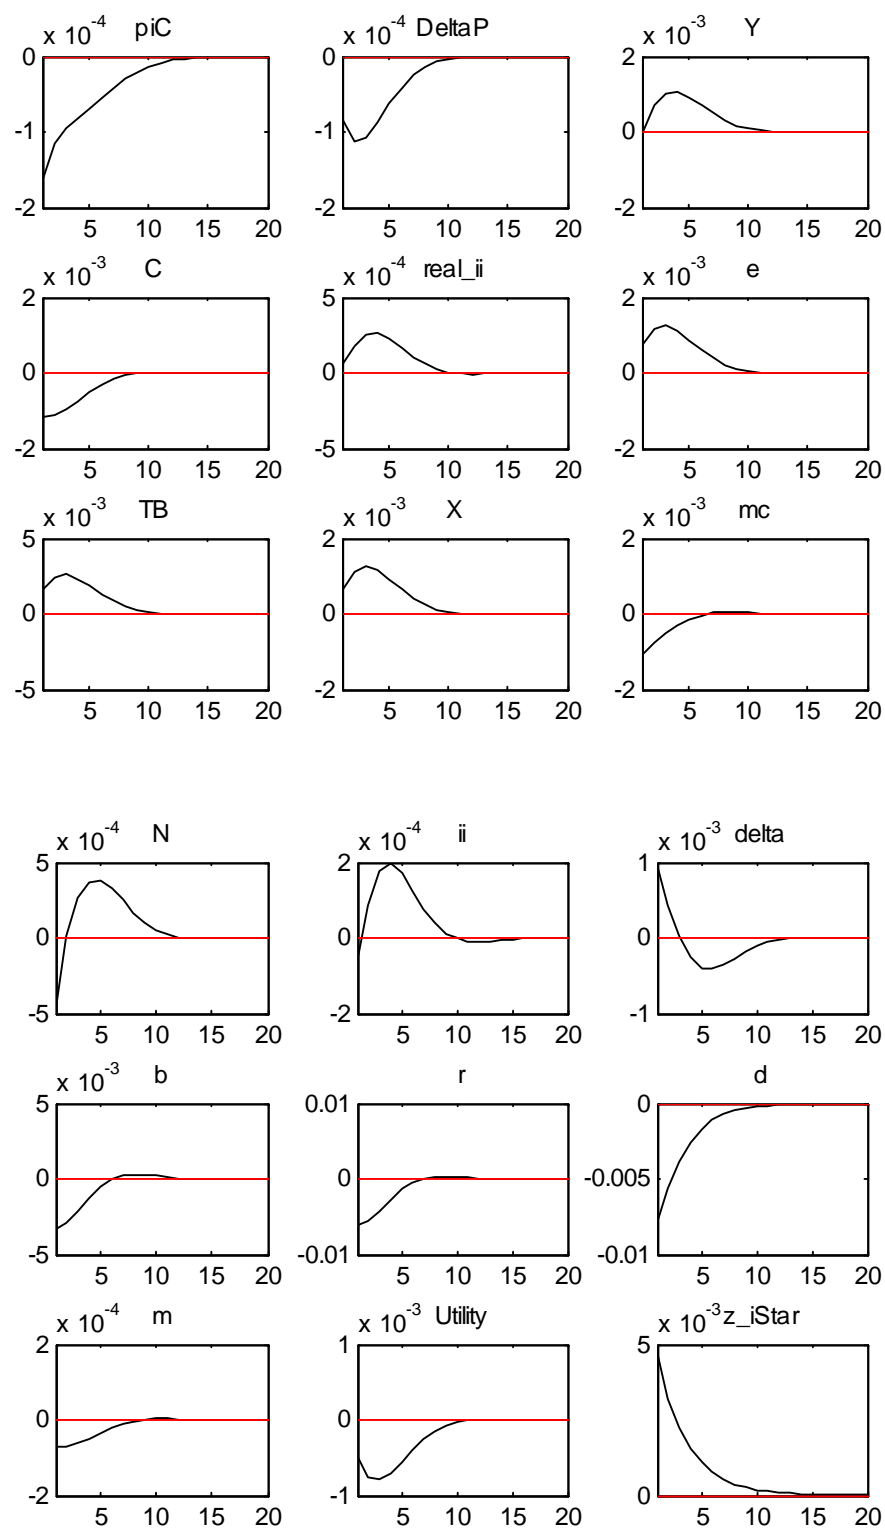 x 10^-4 piC x 10^-4 DeltaP x 10^-3 Y
0 0 2
-1 -1 0
-2 -2 -2
5 10 15 20 5 10 15 20 5 10 15 20
x 10^-3 C x 10^-4 real_ii x 10^-3 e
2 5 2
0 0 0
-2 -5 -2
5 10 15 20 5 10 15 20 5 10 15 20
x 10^-3 TB x 10^-3 X x 10^-3 mc
5 2 2
0 0 0
-5 -2 -2
5 10 15 20 5 10 15 20 5 10 15 20
x 10^-4 N x 10^-4 ii x 10^-3 delta
5 2 1
0 0 0
-5 -2 -1
5 10 15 20 5 10 15 20 5 10 15 20
x 10^-3 b r d
5 0.01 0
0 0 -0.005
-5 -0.01 -0.01
5 10 15 20 5 10 15 20 5 10 15 20
x 10^-4 m x 10^-3 Utility x 10^-3 z_iStar
2 1 5
0 0
-2 -1 0
5 10 15 20 5 10 15 20 5 10 15 20